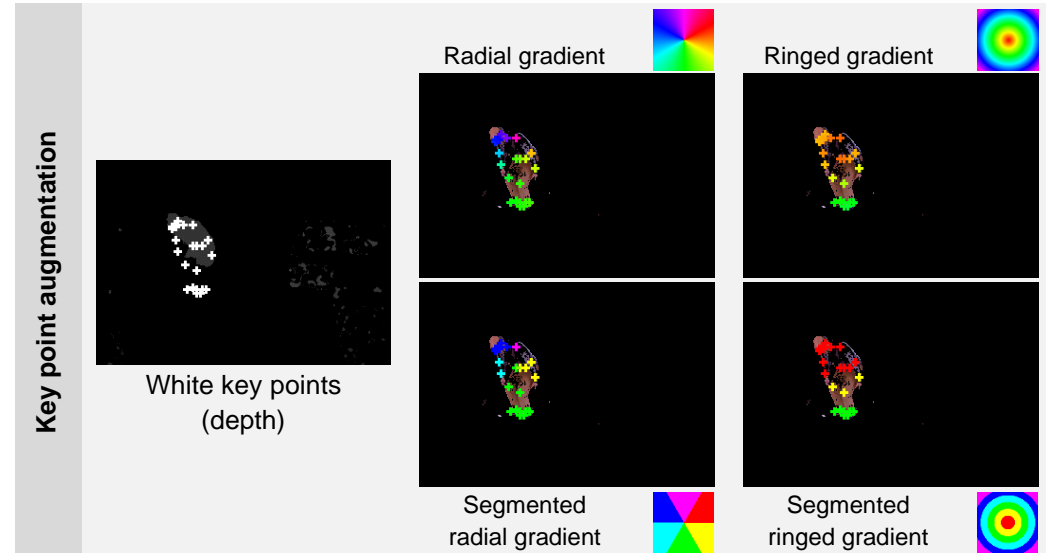 Key point augmentation
White key points
(depth)
Radial gradient
Ringed gradient
Segmented
radial gradient
Segmented
ringed gradient